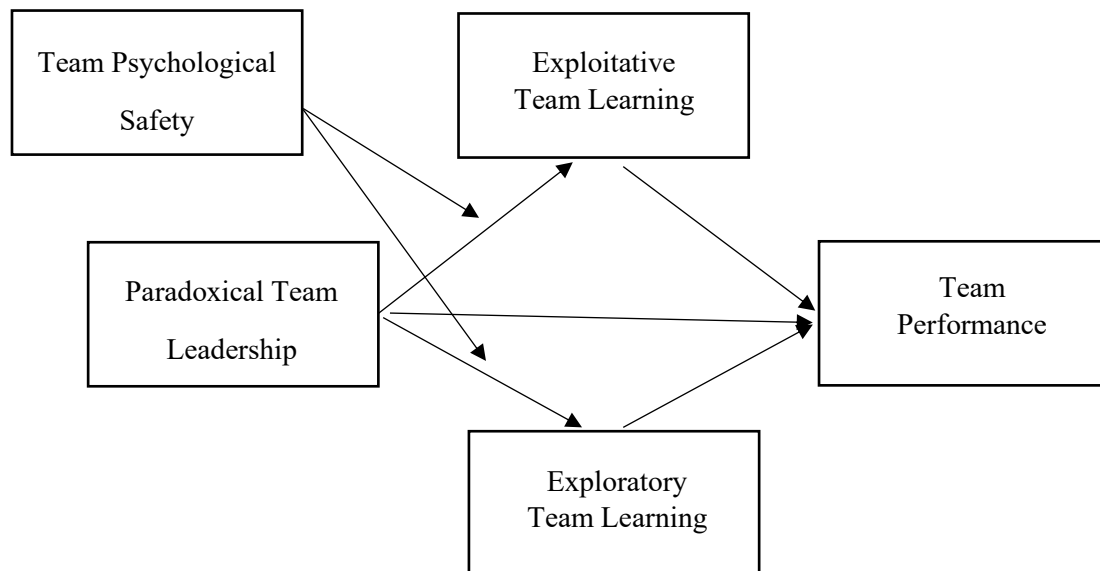 Team Psychological
Safety
Exploitative
Team Learning
Paradoxical Team
Leadership
Team
Performance
Exploratory
Team Learning